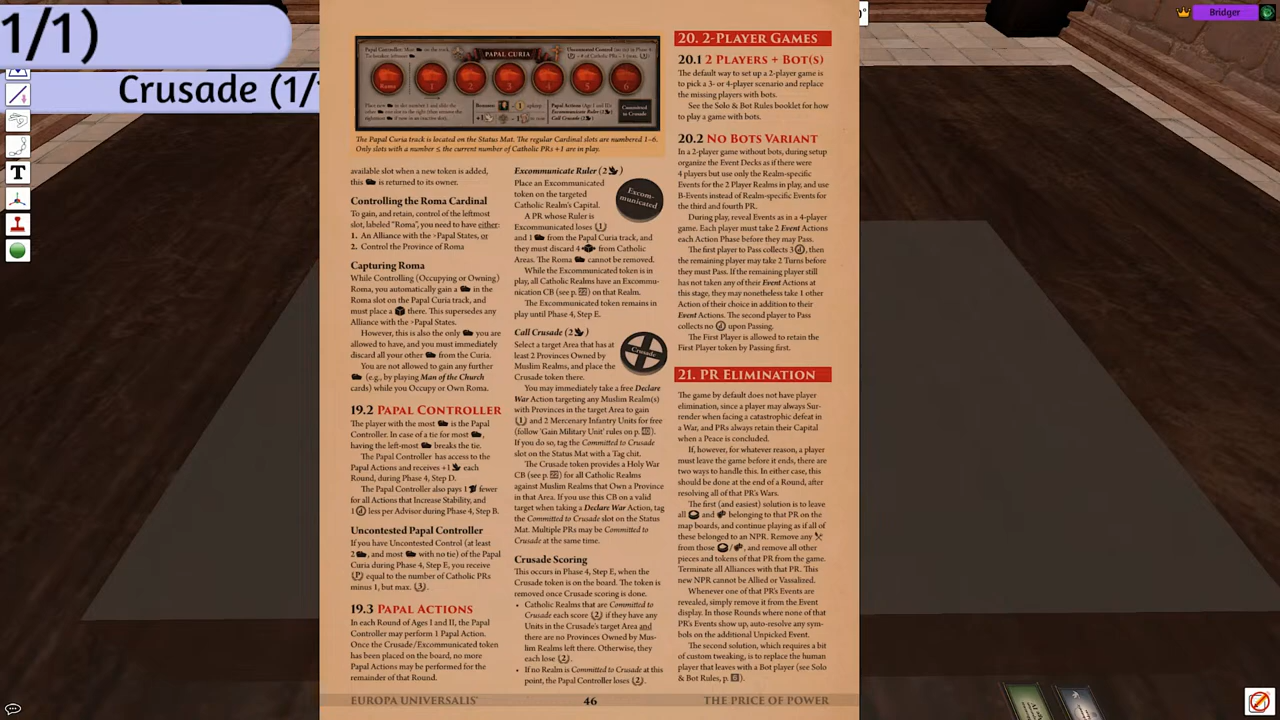 1/1)
Crusade (1/1
Bridger
T
Papal Controller:
PAPAL CURIA
Uncontested Control
Roma
1
2
3
4
5
6
Remove:
Papal Actions (Age I and II):
Excommunicate Ruler
Call Crusade
Committed
to Crusade
The Papal Curia track is located on the Status Mat. The regular Cardinal slots are numbered 1–6.
Only slots with a number ≤ the current number of Catholic PRs +1 are in play.
available slot when a new token is added,
this is returned to its owner.
Controlling the Roma Cardinal
To gain, and retain, control of the leftmost
slot, labeled "Roma", you need to have either:
1. An Alliance with the ◦Papal States, or
2. Control the Province of Roma
Capturing Roma
While Controlling (Occupying or Owning)
Roma, you automatically gain a in the
Roma slot on the Papal Curia track, and
must place a there. This supersedes any
Alliance with the ◦Papal States.
However, this is also the only you are
allowed to have, and you must immediately
discard all your other from the Curia.
You are not allowed to gain any further
(e.g., by playing Man of the Church
cards) while you Occupy or Own Roma.
19.2 PAPAL CONTROLLER
The player with the most is the Papal
Controller. In case of a tie for most ,
having the left-most breaks the tie.
The Papal Controller has access to the
Papal Actions and receives +1 each
Round, during Phase 4, Step D.
The Papal Controller also pays 1 fewer
for all Actions that Increase Stability, and
1 less per Advisor during Phase 4, Step B.
Uncontested Papal Controller
If you have Uncontested Control (at least
2 , and most with no tie) of the Papal
Curia during Phase 4, Step E, you receive
equal to the number of Catholic PRs
minus 1, but max. 3.
19.3 PAPAL ACTIONS
In each Round of Ages I and II, the Papal
Controller may perform 1 Papal Action.
Once the Crusade/Excommunicated token
has been placed on the board, no more
Papal Actions may be performed for the
remainder of that Round.
Excommunicate Ruler (2 )
Place an Excommunicated
token on the targeted
Catholic Realm's Capital.
A PR whose Ruler is
Excommunicated loses 1
and 1 from the Papal Curia track, and
they must discard 4 from Catholic
Areas. The Roma cannot be removed.
While the Excommunicated token is in
play, all Catholic Realms have an Excommu-
nication CB (see p. ) on that Realm.
The Excommunicated token remains in
play until Phase 4, Step E.
Excom-
municated
Call Crusade (2 )
Select a target Area that has at
least 2 Provinces Owned by
Muslim Realms, and place the
Crusade token there.
Crusade
You may immediately take a free Declare
War Action targeting any Muslim Realm(s)
with Provinces in the target Area to gain
1 and 2 Mercenary Infantry Units for free
(follow 'Gain Military Unit' rules on p. ).
If you do so, tag the Committed to Crusade
slot on the Status Mat with a Tag chit.
The Crusade token provides a Holy War
CB (see p. ) for all Catholic Realms
against Muslim Realms that Own a Province
in that Area. If you use this CB on a valid
target when taking a Declare War Action, tag
the Committed to Crusade slot on the Status
Mat. Multiple PRs may be Committed to
Crusade at the same time.
Crusade Scoring
This occurs in Phase 4, Step E, when the
Crusade token is on the board. The token is
removed once Crusade scoring is done.
• Catholic Realms that are Committed to
Crusade each score 2 if they have any
Units in the Crusade's target Area and
there are no Provinces Owned by Mus-
lim Realms left there. Otherwise, they
each lose 2.
• If no Realm is Committed to Crusade at this
point, the Papal Controller loses 2.
20. 2-PLAYER GAMES
20.1 2 PLAYERS + BOT(S)
The default way to set up a 2-player game is
to pick a 3- or 4-player scenario and replace
the missing players with bots.
See the Solo & Bot Rules booklet for how
to play a game with bots.
20.2 NO BOTS VARIANT
In a 2-player game without bots, during setup
organize the Event Decks as if there were
4 players but use only the Realm-specific
Events for the 2 Player Realms in play, and use
B-Events instead of Realm-specific Events for
the third and fourth PR.
During play, reveal Events as in a 4-player
game. Each player must take 2 Event Actions
each Action Phase before they may Pass.
The first player to Pass collects 3 , then
the remaining player may take 2 Turns before
they must Pass. If the remaining player still
has not taken any of their Event Actions at
this stage, they may nonetheless take 1 other
Action of their choice in addition to their
Event Actions. The second player to Pass
collects no upon Passing.
The First Player is allowed to retain the
First Player token by Passing first.
21. PR ELIMINATION
The game by default does not have player
elimination, since a player may always Sur-
render when facing a catastrophic defeat in
a War, and PRs always retain their Capital
when a Peace is concluded.
If, however, for whatever reason, a player
must leave the game before it ends, there are
two ways to handle this. In either case, this
should be done at the end of a Round, after
resolving all of that PR's Wars.
The first (and easiest) solution is to leave
all and belonging to that PR on the
map boards, and continue playing as if all of
these belonged to an NPR. Remove any
from those / , and remove all other
pieces and tokens of that PR from the game.
Terminate all Alliances with that PR. This
new NPR cannot be Allied or Vassalized.
Whenever one of that PR's Events are
revealed, simply remove it from the Event
display. In those Rounds where none of that
PR's Events show up, auto-resolve any sym-
bols on the additional Unpicked Event.
The second solution, which requires a bit
of custom tweaking, is to replace the human
player that leaves with a Bot player (see Solo
& Bot Rules, p. ).
EUROPA UNIVERSALIS
46
THE PRICE OF POWER